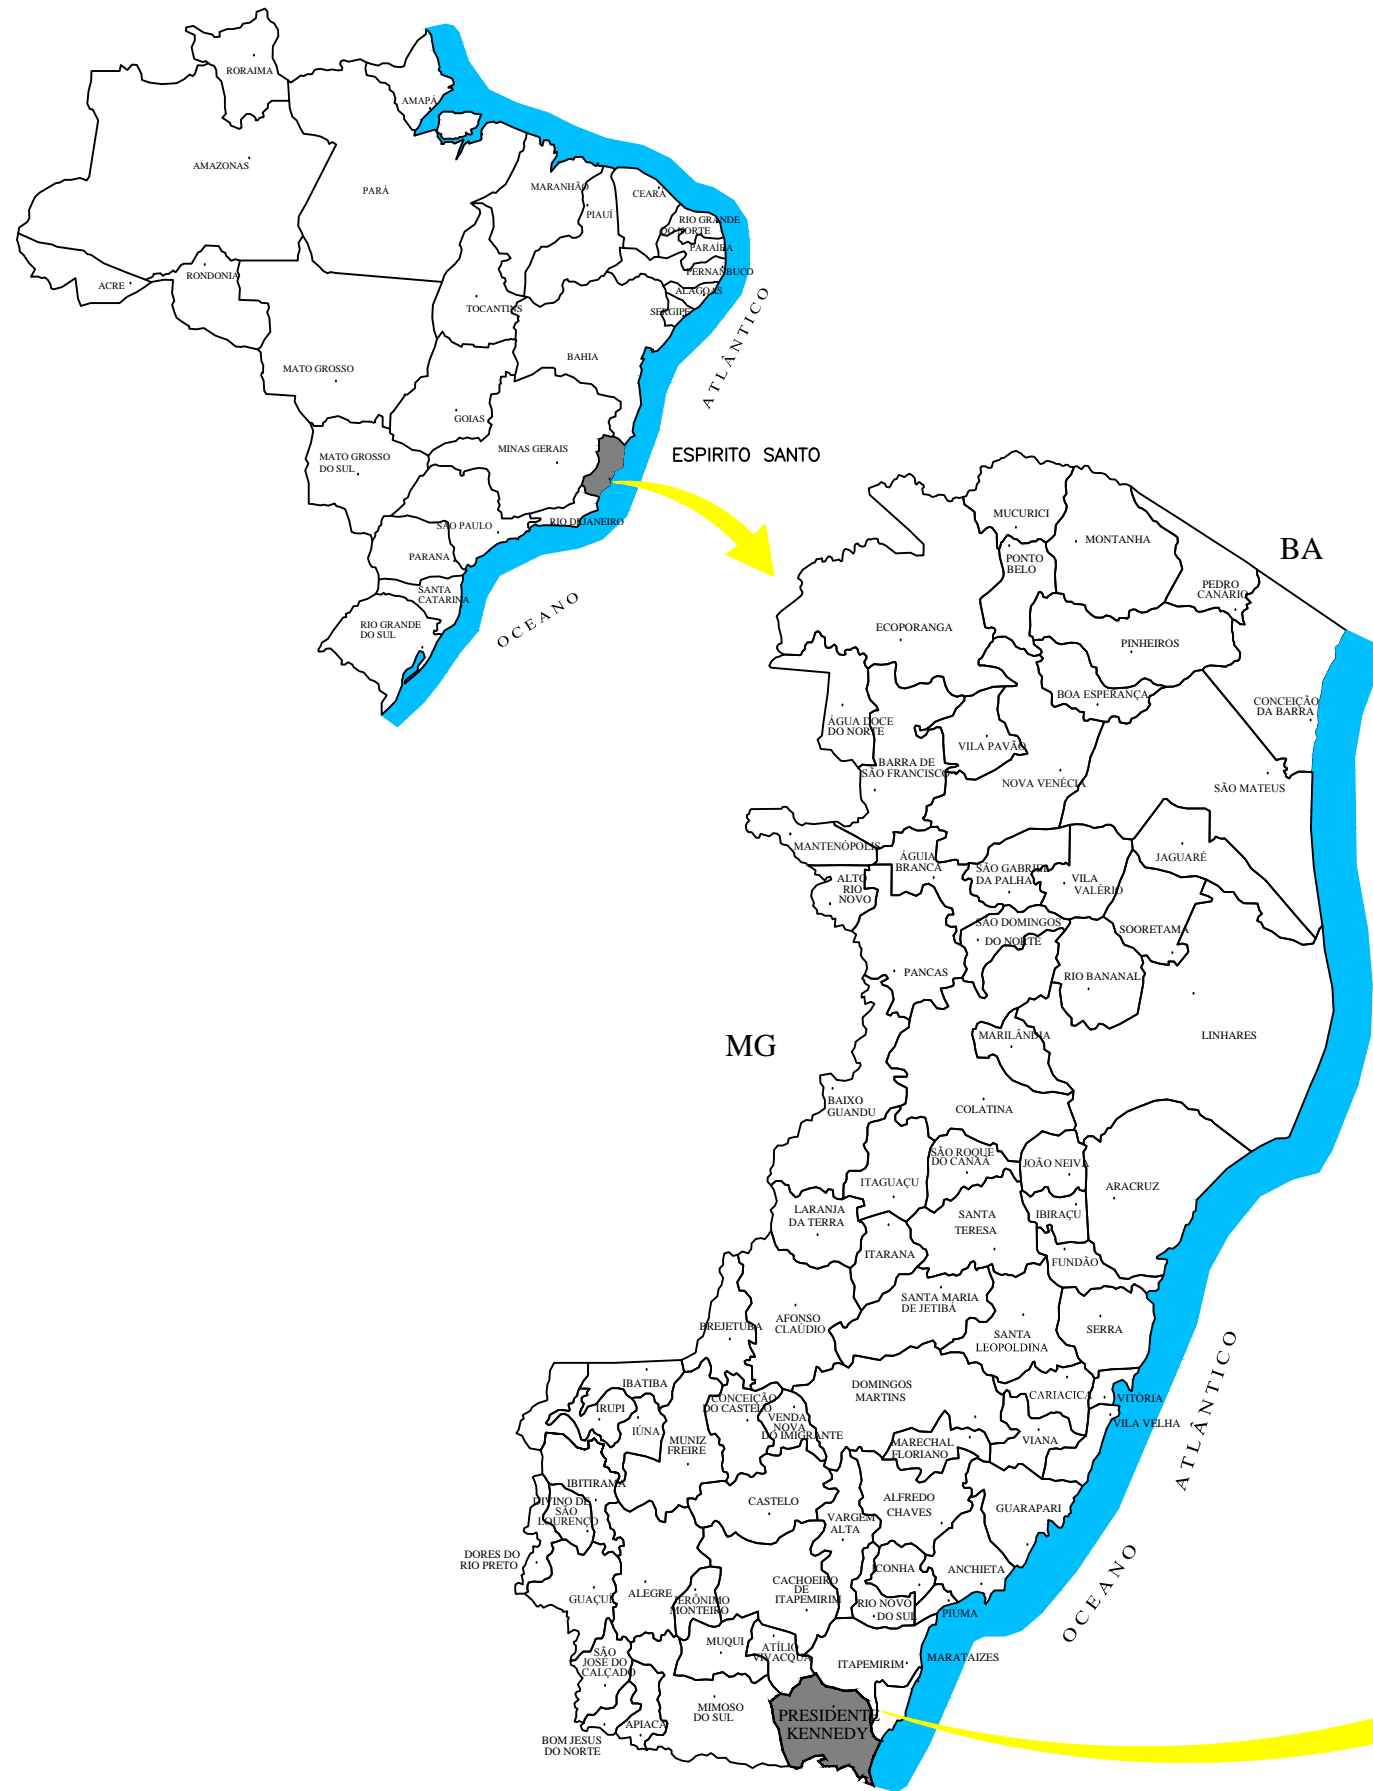 RORAIMA
AMAPÁ
AMAZONAS
PARÁ
MARANHÃO
CEARÁ
PIAUÍ
RIO GRANDE
DO NORTE
PARAÍBA
PERNANBUCO
ALAGOAS
SERGIPE
ACRE
RONDONIA
TOCANTINS
BAHIA
MATO GROSSO
GOIAS
MINAS GERAIS
MATO GROSSO
DO SUL
SAO PAULO
RIO DEJANEIRO
PARANA
SANTA
CATARINA
RIO GRANDE
DO SUL
OCEANO
ATLÂNTICO
ESPIRITO SANTO
BA
MG
MUCURICI
MONTANHA
PONTO
BELO
PEDRO
CANÁRIO
ECOPORANGA
PINHEIROS
BOA ESPERANÇA
CONCEIÇÃO
DA BARRA
ÁGUA DOCE
DO NORTE
VILA PAVÃO
BARRA DE
SÃO FRANCISCO
NOVA VENÉCIA
SÃO MATEUS
MANTENÓPOLIS
ÁGUIA
BRANCA
SÃO GABRIEL
DA PALHA
VILA
VALÉRIO
JAGUARÉ
ALTO
RIO
NOVO
SÃO DOMINGOS
DO NORTE
SOORETAMA
PANCAS
RIO BANANAL
MARILÂNDIA
LINHARES
BAIXO
GUANDU
COLATINA
SÃO ROQUE
DO CANAÃ
JOÃO NEIVA
ITAGUAÇU
ARACRUZ
LARANJA
DA TERRA
SANTA
TERESA
IBIRAÇU
ITARANA
FUNDÃO
SANTA MARIA
DE JETIBÁ
AFONSO
CLAÚDIO
BREJETUBA
SANTA
LEOPOLDINA
SERRA
IBATIBA
DOMINGOS
MARTINS
CARIACICA
VITÓRIA
CONCEIÇÃO
DO CASTELO
IRUPI
IÚNA
VENDA
NOVA
DO IMIGRANTE
VILA VELHA
MUNIZ
FREIRE
MARECHAL
FLORIANO
VIANA
IBITIRAMA
DIVINO DE
SÃO
LOURENÇO
CASTELO
ALFREDO
CHAVES
GUARAPARI
VARGEM
ALTA
DORES DO
RIO PRETO
ICONHA
ANCHIETA
GUAÇUÍ
ALEGRE
JERÔNIMO
MONTEIRO
CACHOEIRO
DE
ITAPEMIRIM
RIO NOVO
DO SUL
PIUMA
MUQUI
ATÍLIO
VIVACQUA
ITAPEMIRIM
MARATAIZES
SÃO
JOSÉ DO
CALÇADO
MIMOSO
DO SUL
PRESIDENTE
KENNEDY
APIACÁ
BOM JESUS
DO NORTE
OCEANO
ATLÂNTICO